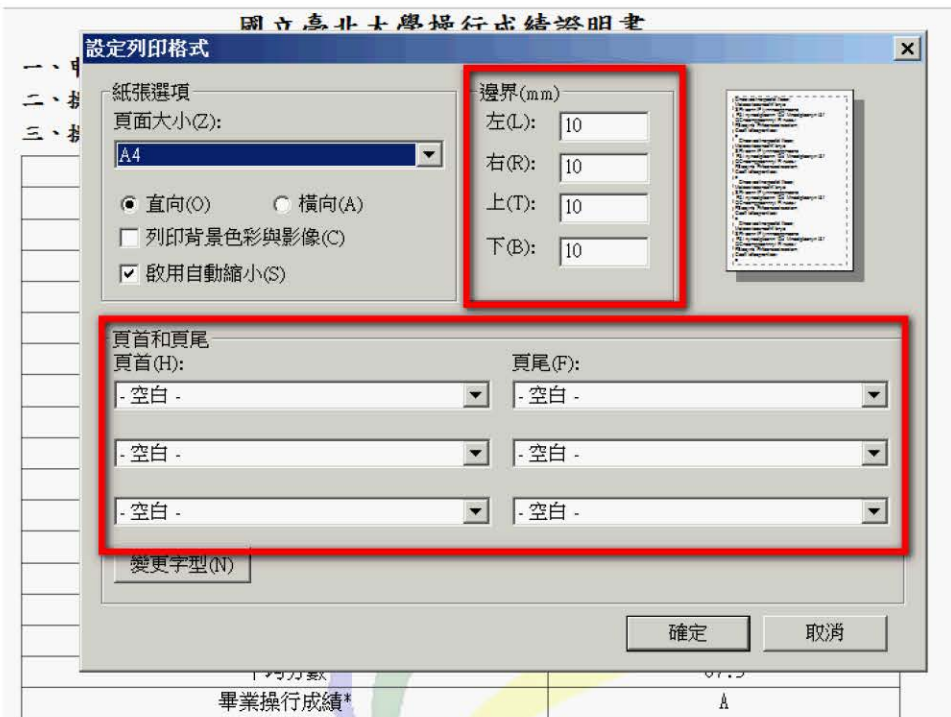 國立臺北大學操行成績證明書
設定列印格式
一、
二、
三、
紙張選項
頁面大小(Z):
A4
直向(O) 橫向(A)
列印背景色彩與影像(C)
啟用自動縮小(S)
邊界(mm)
左(L): 10
右(R): 10
上(T): 10
下(B): 10
頁首和頁尾
頁首(H): 頁尾(F):
- 空白 - - 空白 -
- 空白 - - 空白 -
- 空白 - - 空白 -
變更字型(N)
確定 取消
畢業操行成績* A